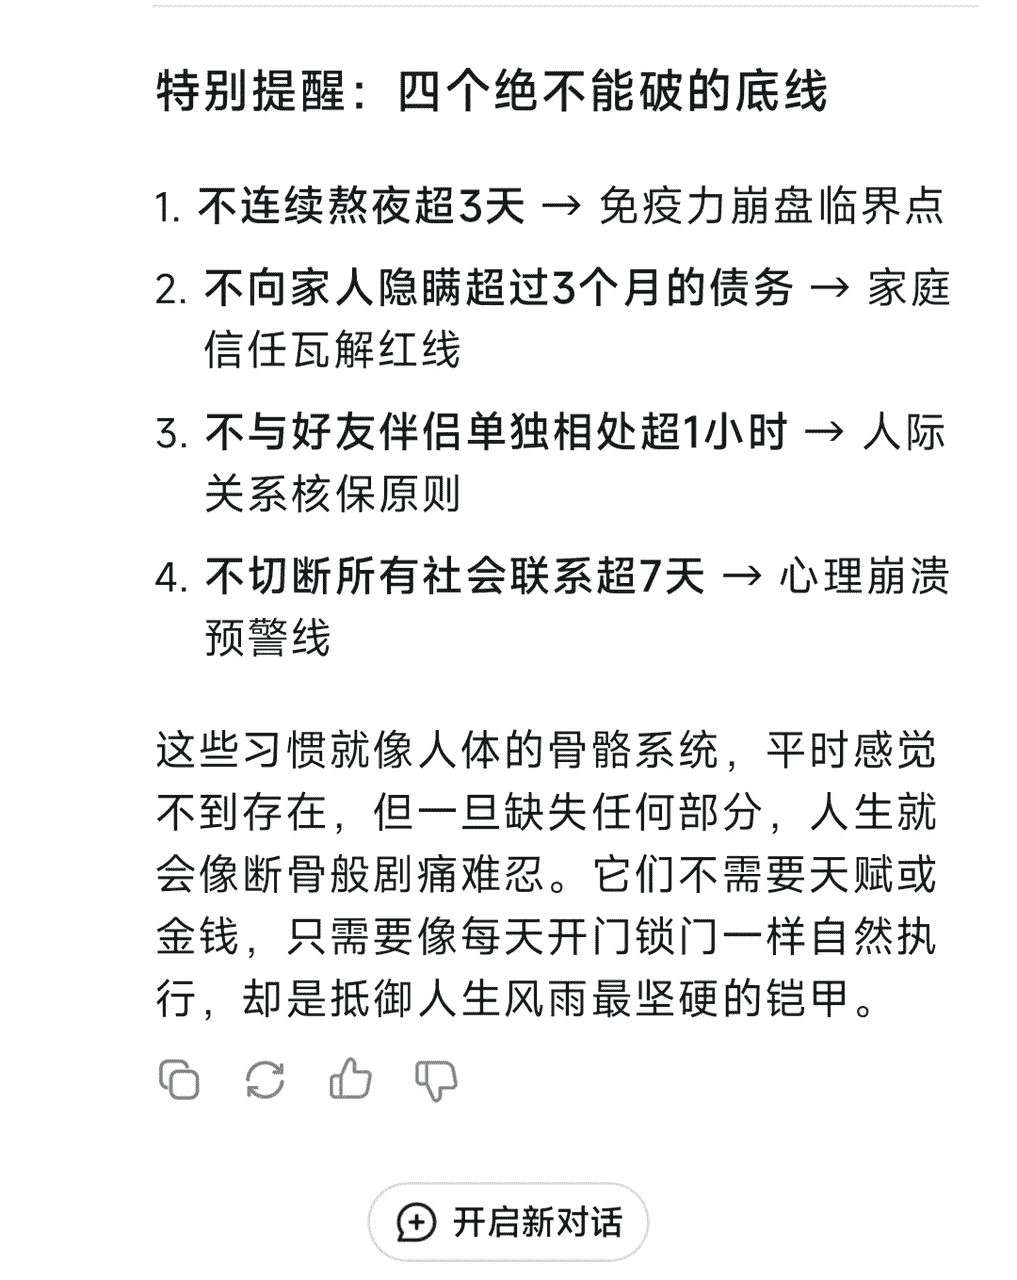 特别提醒：四个绝不能破的底线
1. 不连续熬夜超3天 → 免疫力崩盘临界点
2. 不向家人隐瞒超过3个月的债务 → 家庭
信任瓦解红线
3. 不与好友伴侣单独相处超1小时 → 人际
关系核保原则
4. 不切断所有社会联系超7天 → 心理崩溃
预警线
这些习惯就像人体的骨骼系统，平时感觉
不到存在，但一旦缺失任何部分，人生就
会像断骨般剧痛难忍。它们不需要天赋或
金钱，只需要像每天开门锁门一样自然执
行，却是抵御人生风雨最坚硬的铠甲。
开启新对话